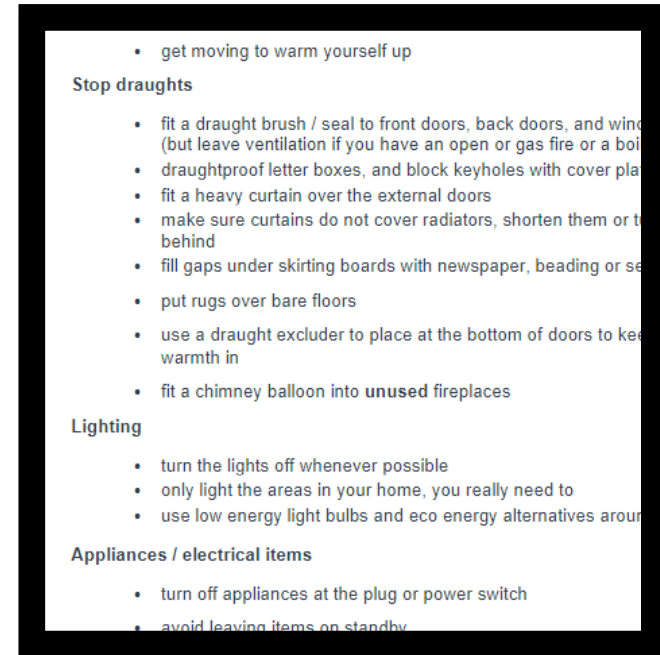 • get moving to warm yourself up
Stop draughts
• fit a draught brush / seal to front doors, back doors, and
(but leave ventilation if you have an open or gas fire or a
• draughtproof letter boxes, and block keyholes with cover
• fit a heavy curtain over the external doors
• make sure curtains do not cover radiators, shorten them or
behind
• fill gaps under skirting boards with newspaper, beading or
• put rugs over bare floors
• use a draught excluder to place at the bottom of doors to
warmth in
• fit a chimney balloon into unused fireplaces
Lighting
• turn the lights off whenever possible
• only light the areas in your home, you really need to
• use low energy light bulbs and eco energy alternatives
Appliances / electrical items
• turn off appliances at the plug or power switch
• avoid leaving items on standby